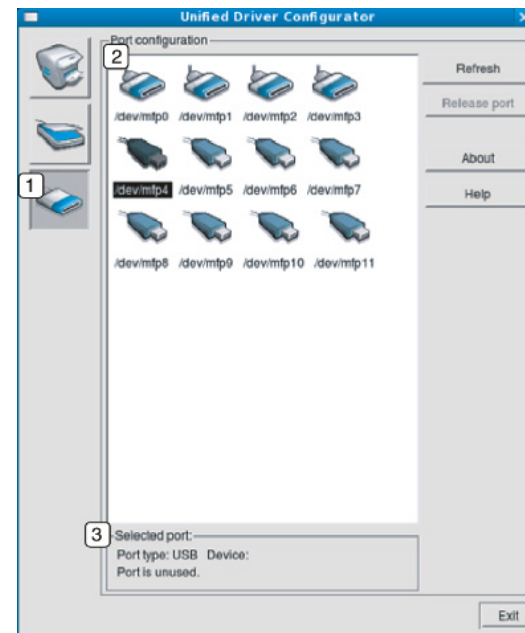 Unified Driver Configurator
Port configuration
2
Refresh
/dev/mfp0 /dev/mfp1 /dev/mfp2 /dev/mfp3
Release port
About
1
/dev/mfp4 /dev/mfp5 /dev/mfp6 /dev/mfp7
Help
/dev/mfp8 /dev/mfp9 /dev/mfp10 /dev/mfp11
3
Selected port:
Port type: USB Device:
Port is unused.
Exit